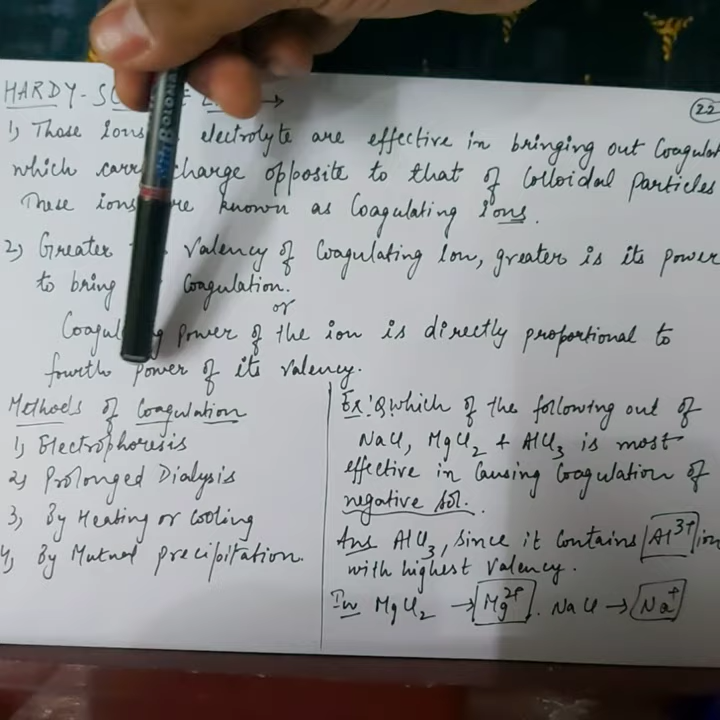 HARDY-
22
1) Those ions electrolyte are effective in bringing out Coagulat
which carry charge opposite to that of Colloidal Particles
These ions are known as Coagulating ions.
2) Greater valency of Coagulating ion, greater is its power
to bring Coagulation.
or
Coagulating power of the ion is directly proportional to
fourth power of its valency.
Methods of Coagulation
1) Electrophoresis
2) Prolonged Dialysis
3) By Heating or Cooling
4) By Mutual precipitation.
Ex: Q Which of the following out of
NaCl, MgCl2 + AlCl3 is most
effective in Causing Coagulation of
negative sol.
Ans AlCl3, Since it contains Al3+ ion
with highest Valency.
In MgCl2 → Mg2+. NaCl → Na+